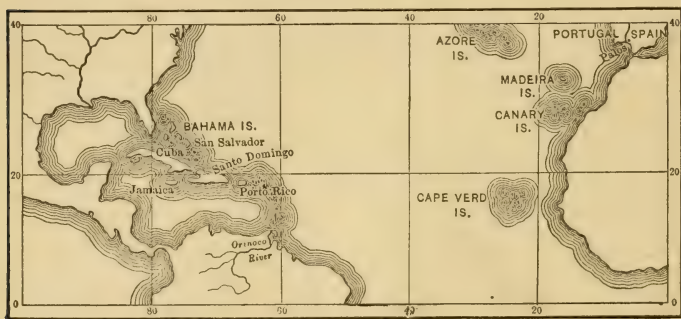 40 80 60 40 20 40
AZORE
IS.
PORTUGAL SPAIN
Palos
MADEIRA
IS.
CANARY
IS.
BAHAMA IS.
San Salvador
Cuba
Santo Domingo
20 20
Jamaica
Porto Rico
CAPE VERD
IS.
Orinoco
River
0 80 60 40 20 0